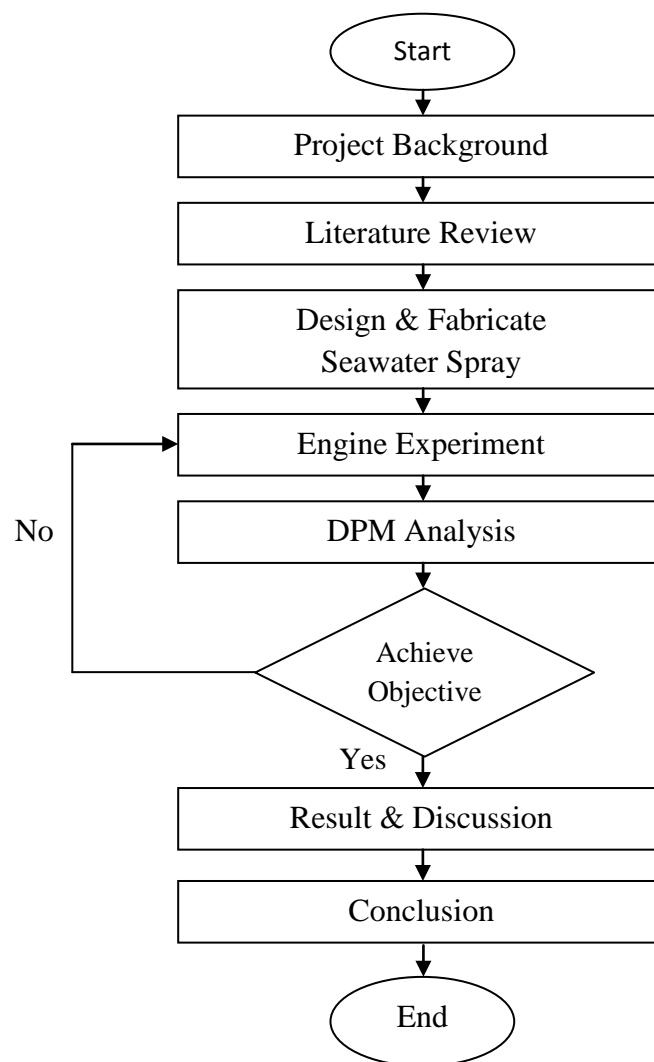 Start
Project Background
Literature Review
Design & Fabricate
Seawater Spray
Engine Experiment
No
DPM Analysis
Achieve
Objective
Yes
Result & Discussion
Conclusion
End